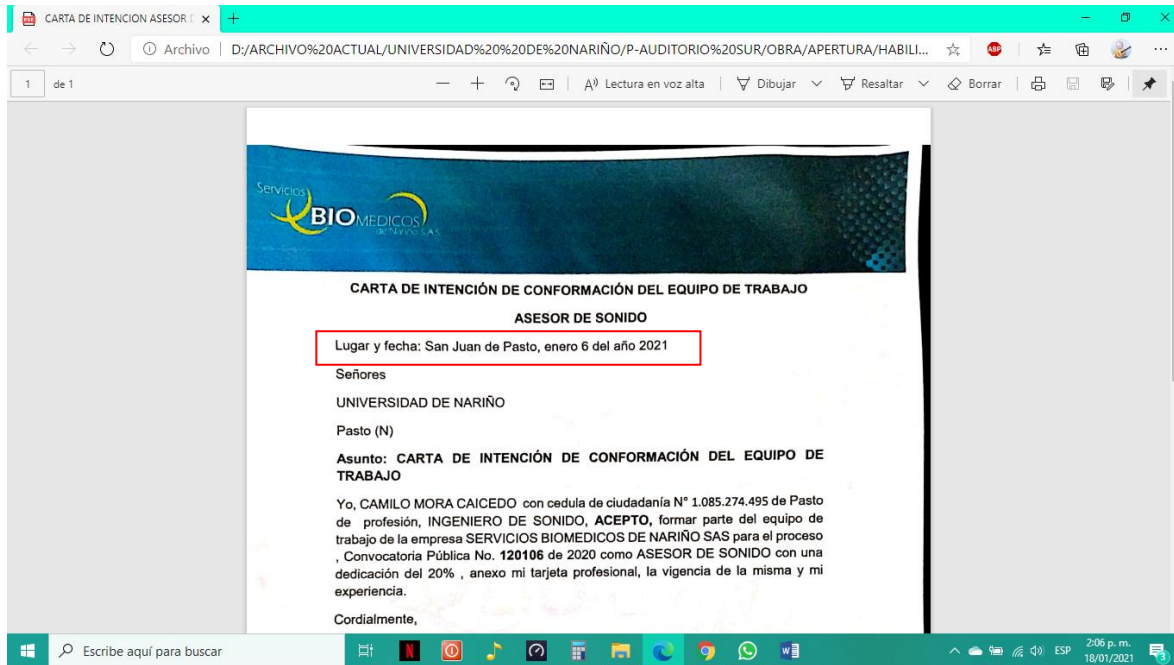 CARTA DE INTENCION ASESOR D
Archivo
D:/ARCHIVO%20ACTUAL/UNIVERSIDAD%20%20DE%20NARIÑO/P-AUDITORIO%20SUR/OBRA/APERTURA/HABILI...
ABP
1 de 1
Lectura en voz alta
Dibujar
Resaltar
Borrar
Servicios
BIOMEDICOS
de Nariño S.A.S
CARTA DE INTENCIÓN DE CONFORMACIÓN DEL EQUIPO DE TRABAJO
ASESOR DE SONIDO
Lugar y fecha: San Juan de Pasto, enero 6 del año 2021
Señores
UNIVERSIDAD DE NARIÑO
Pasto (N)
Asunto: CARTA DE INTENCIÓN DE CONFORMACIÓN DEL EQUIPO DE
TRABAJO
Yo, CAMILO MORA CAICEDO con cedula de ciudadanía N° 1.085.274.495 de Pasto
de profesión, INGENIERO DE SONIDO, ACEPTO, formar parte del equipo de
trabajo de la empresa SERVICIOS BIOMEDICOS DE NARIÑO SAS para el proceso
, Convocatoria Pública No. 120106 de 2020 como ASESOR DE SONIDO con una
dedicación del 20% , anexo mi tarjeta profesional, la vigencia de la misma y mi
experiencia.
Cordialmente,
Escribe aquí para buscar
ESP
2:06 p. m.
18/01/2021